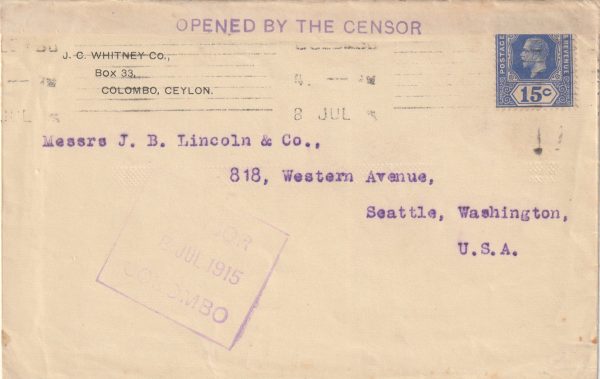 OPENED BY THE CENSOR
J. C. WHITNEY CO.,
BOX 33,
COLOMBO, CEYLON.
8 JUL
POSTAGE
REVENUE
15c
Messrs J. B. Lincoln & Co.,
818, Western Avenue,
Seattle, Washington,
U.S.A.
JUL 1915
COLOMBO